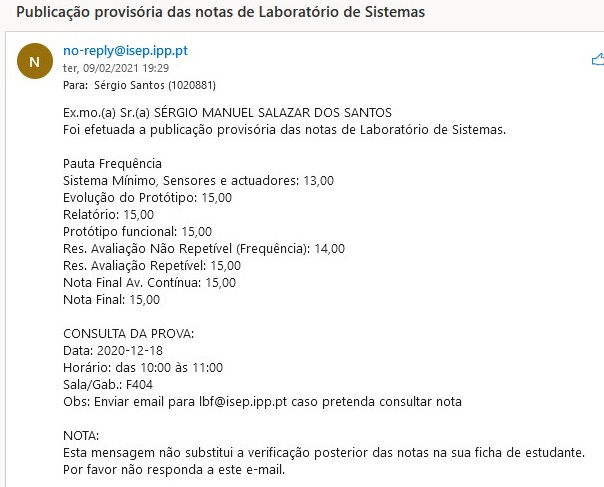 Publicação provisória das notas de Laboratório de Sistemas
N
no-reply@isep.ipp.pt
ter, 09/02/2021 19:29
Para: Sérgio Santos (1020881)
Ex.mo.(a) Sr.(a) SÉRGIO MANUEL SALAZAR DOS SANTOS
Foi efetuada a publicação provisória das notas de Laboratório de Sistemas.
Pauta Frequência
Sistema Mínimo, Sensores e actuadores: 13,00
Evolução do Protótipo: 15,00
Relatório: 15,00
Protótipo funcional: 15,00
Res. Avaliação Não Repetível (Frequência): 14,00
Res. Avaliação Repetível: 15,00
Nota Final Av. Contínua: 15,00
Nota Final: 15,00
CONSULTA DA PROVA:
Data: 2020-12-18
Horário: das 10:00 às 11:00
Sala/Gab.: F404
Obs: Enviar email para lbf@isep.ipp.pt caso pretenda consultar nota
NOTA:
Esta mensagem não substitui a verificação posterior das notas na sua ficha de estudante.
Por favor não responda a este e-mail.